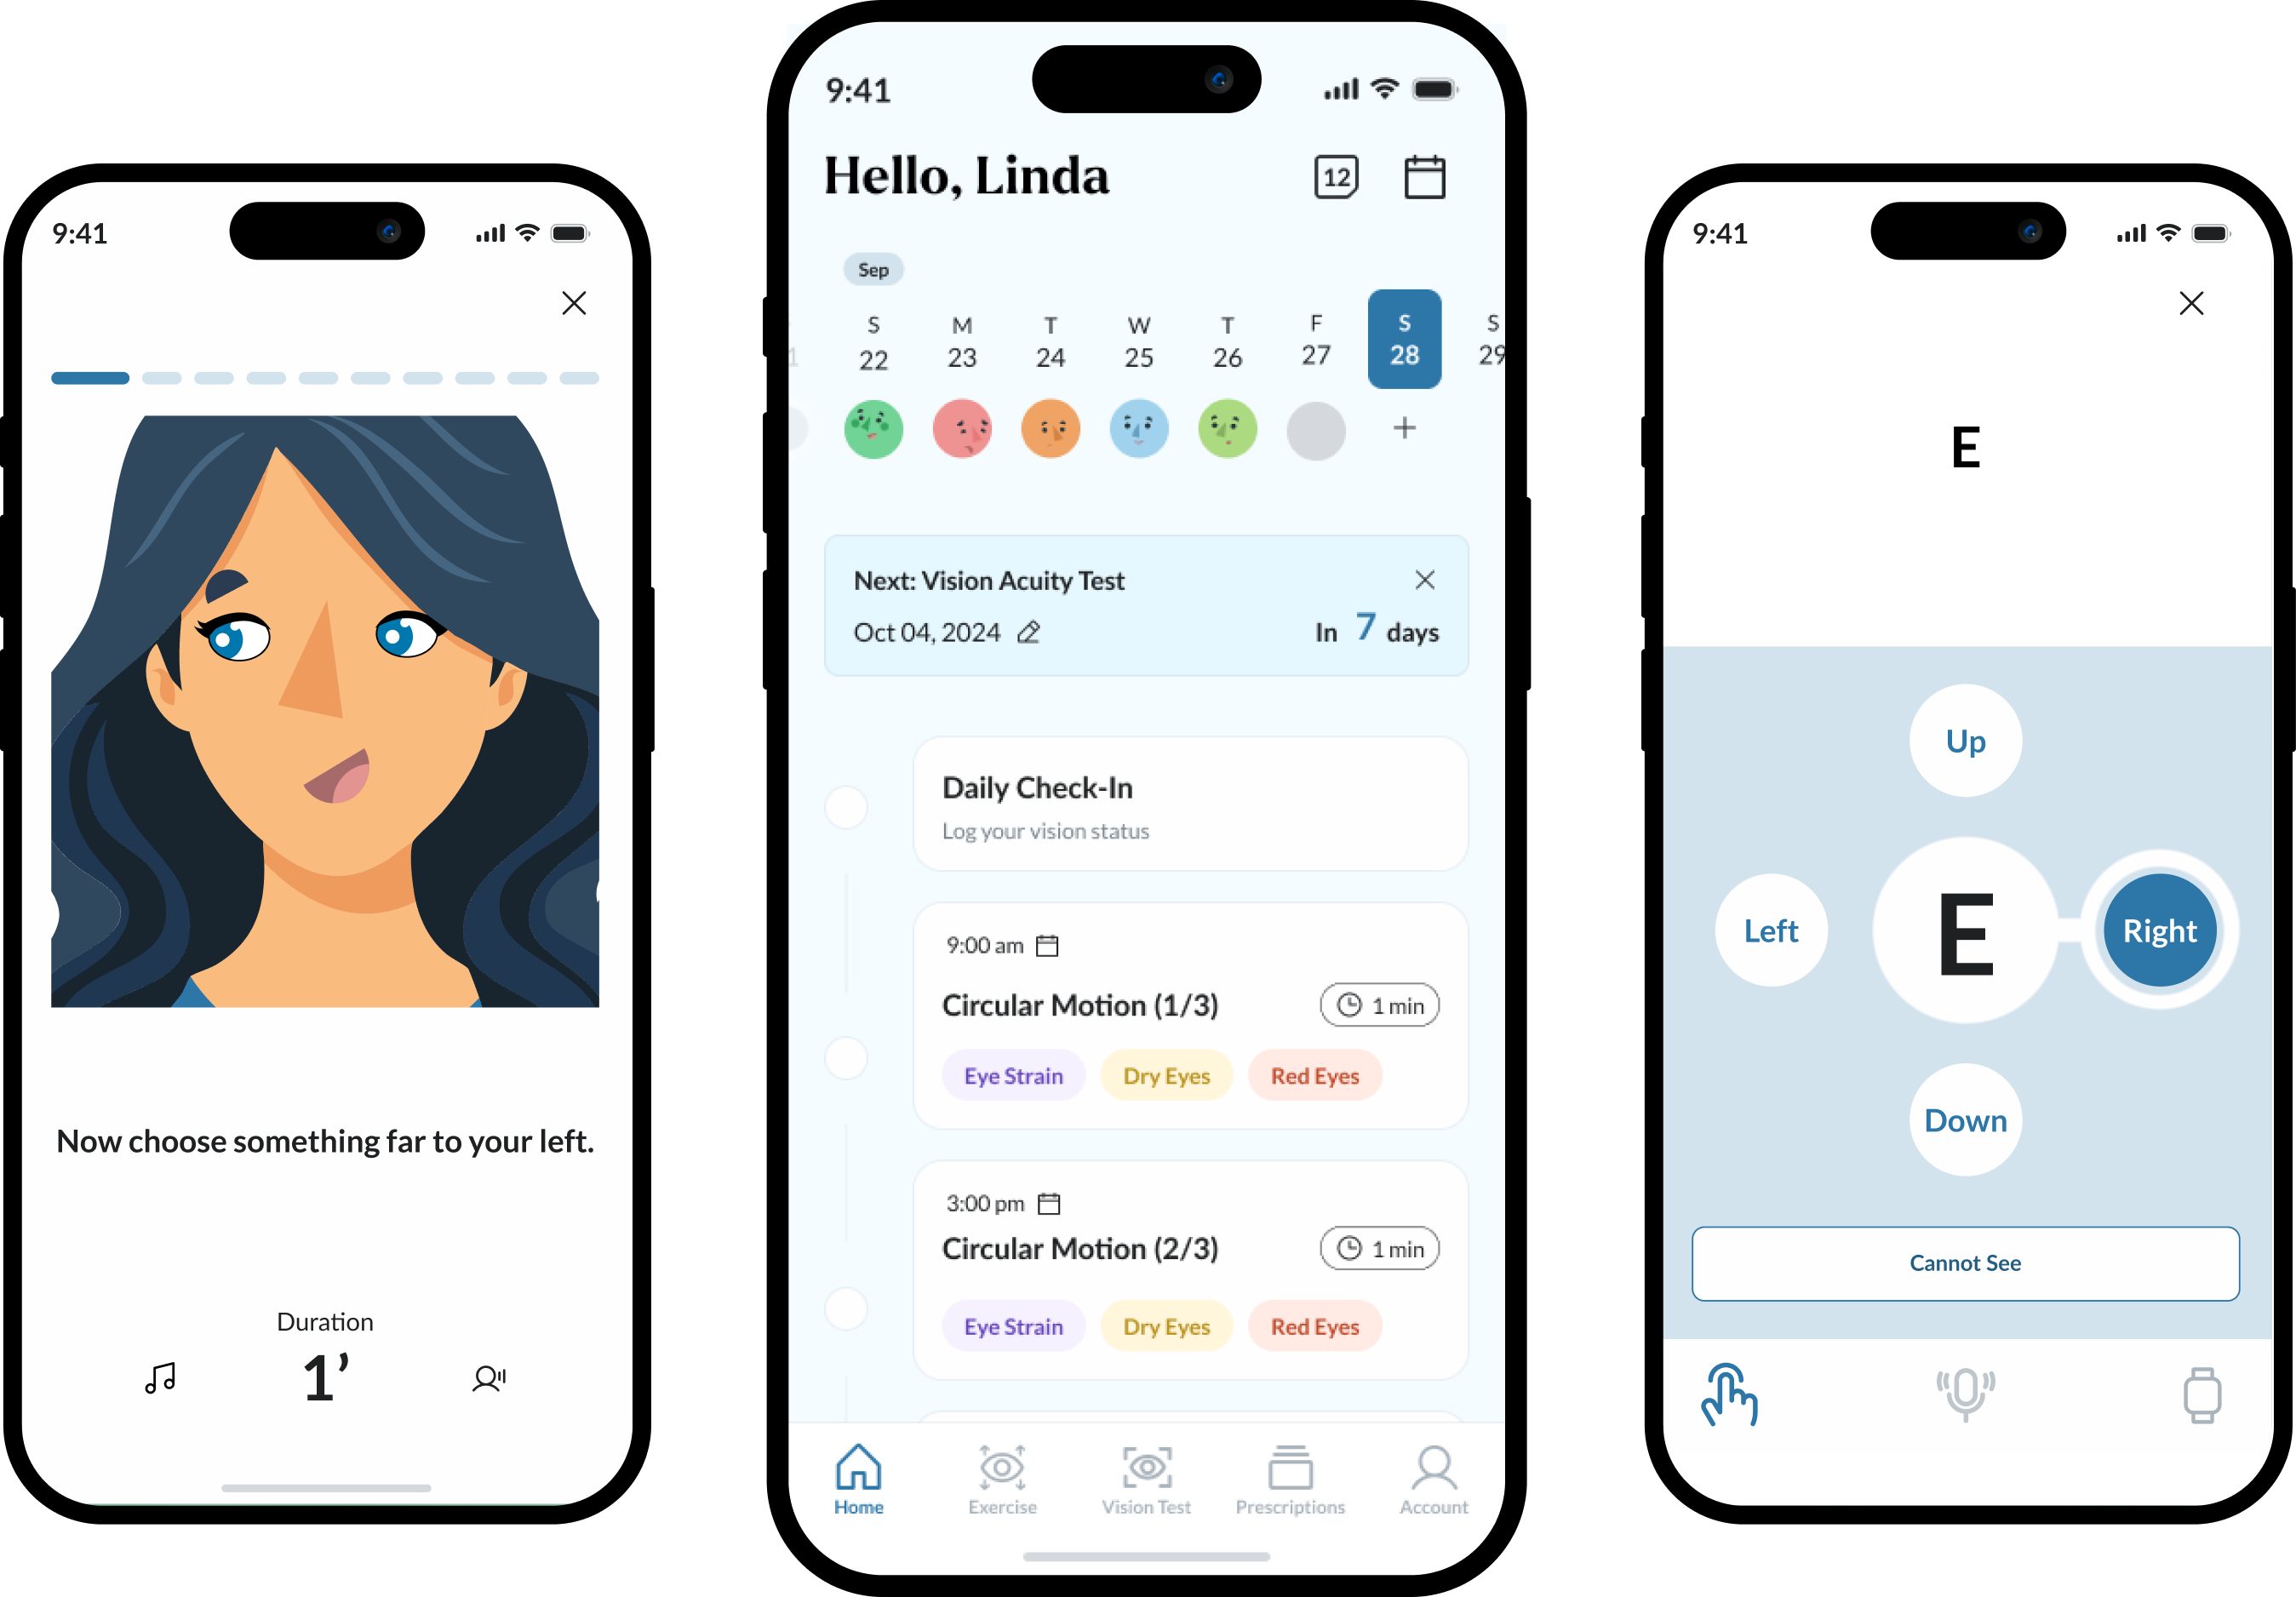 9:41
Now choose something far to your left.
Duration
1’
9:41
Hello, Linda
12
Sep
S M T W T F S S
22 23 24 25 26 27 28 29
Next: Vision Acuity Test
Oct 04, 2024 In 7 days
Daily Check-In
Log your vision status
9:00 am
Circular Motion (1/3) 1 min
Eye Strain Dry Eyes Red Eyes
3:00 pm
Circular Motion (2/3) 1 min
Eye Strain Dry Eyes Red Eyes
Home Exercise Vision Test Prescriptions Account
9:41
E
Up
Left E Right
Down
Cannot See